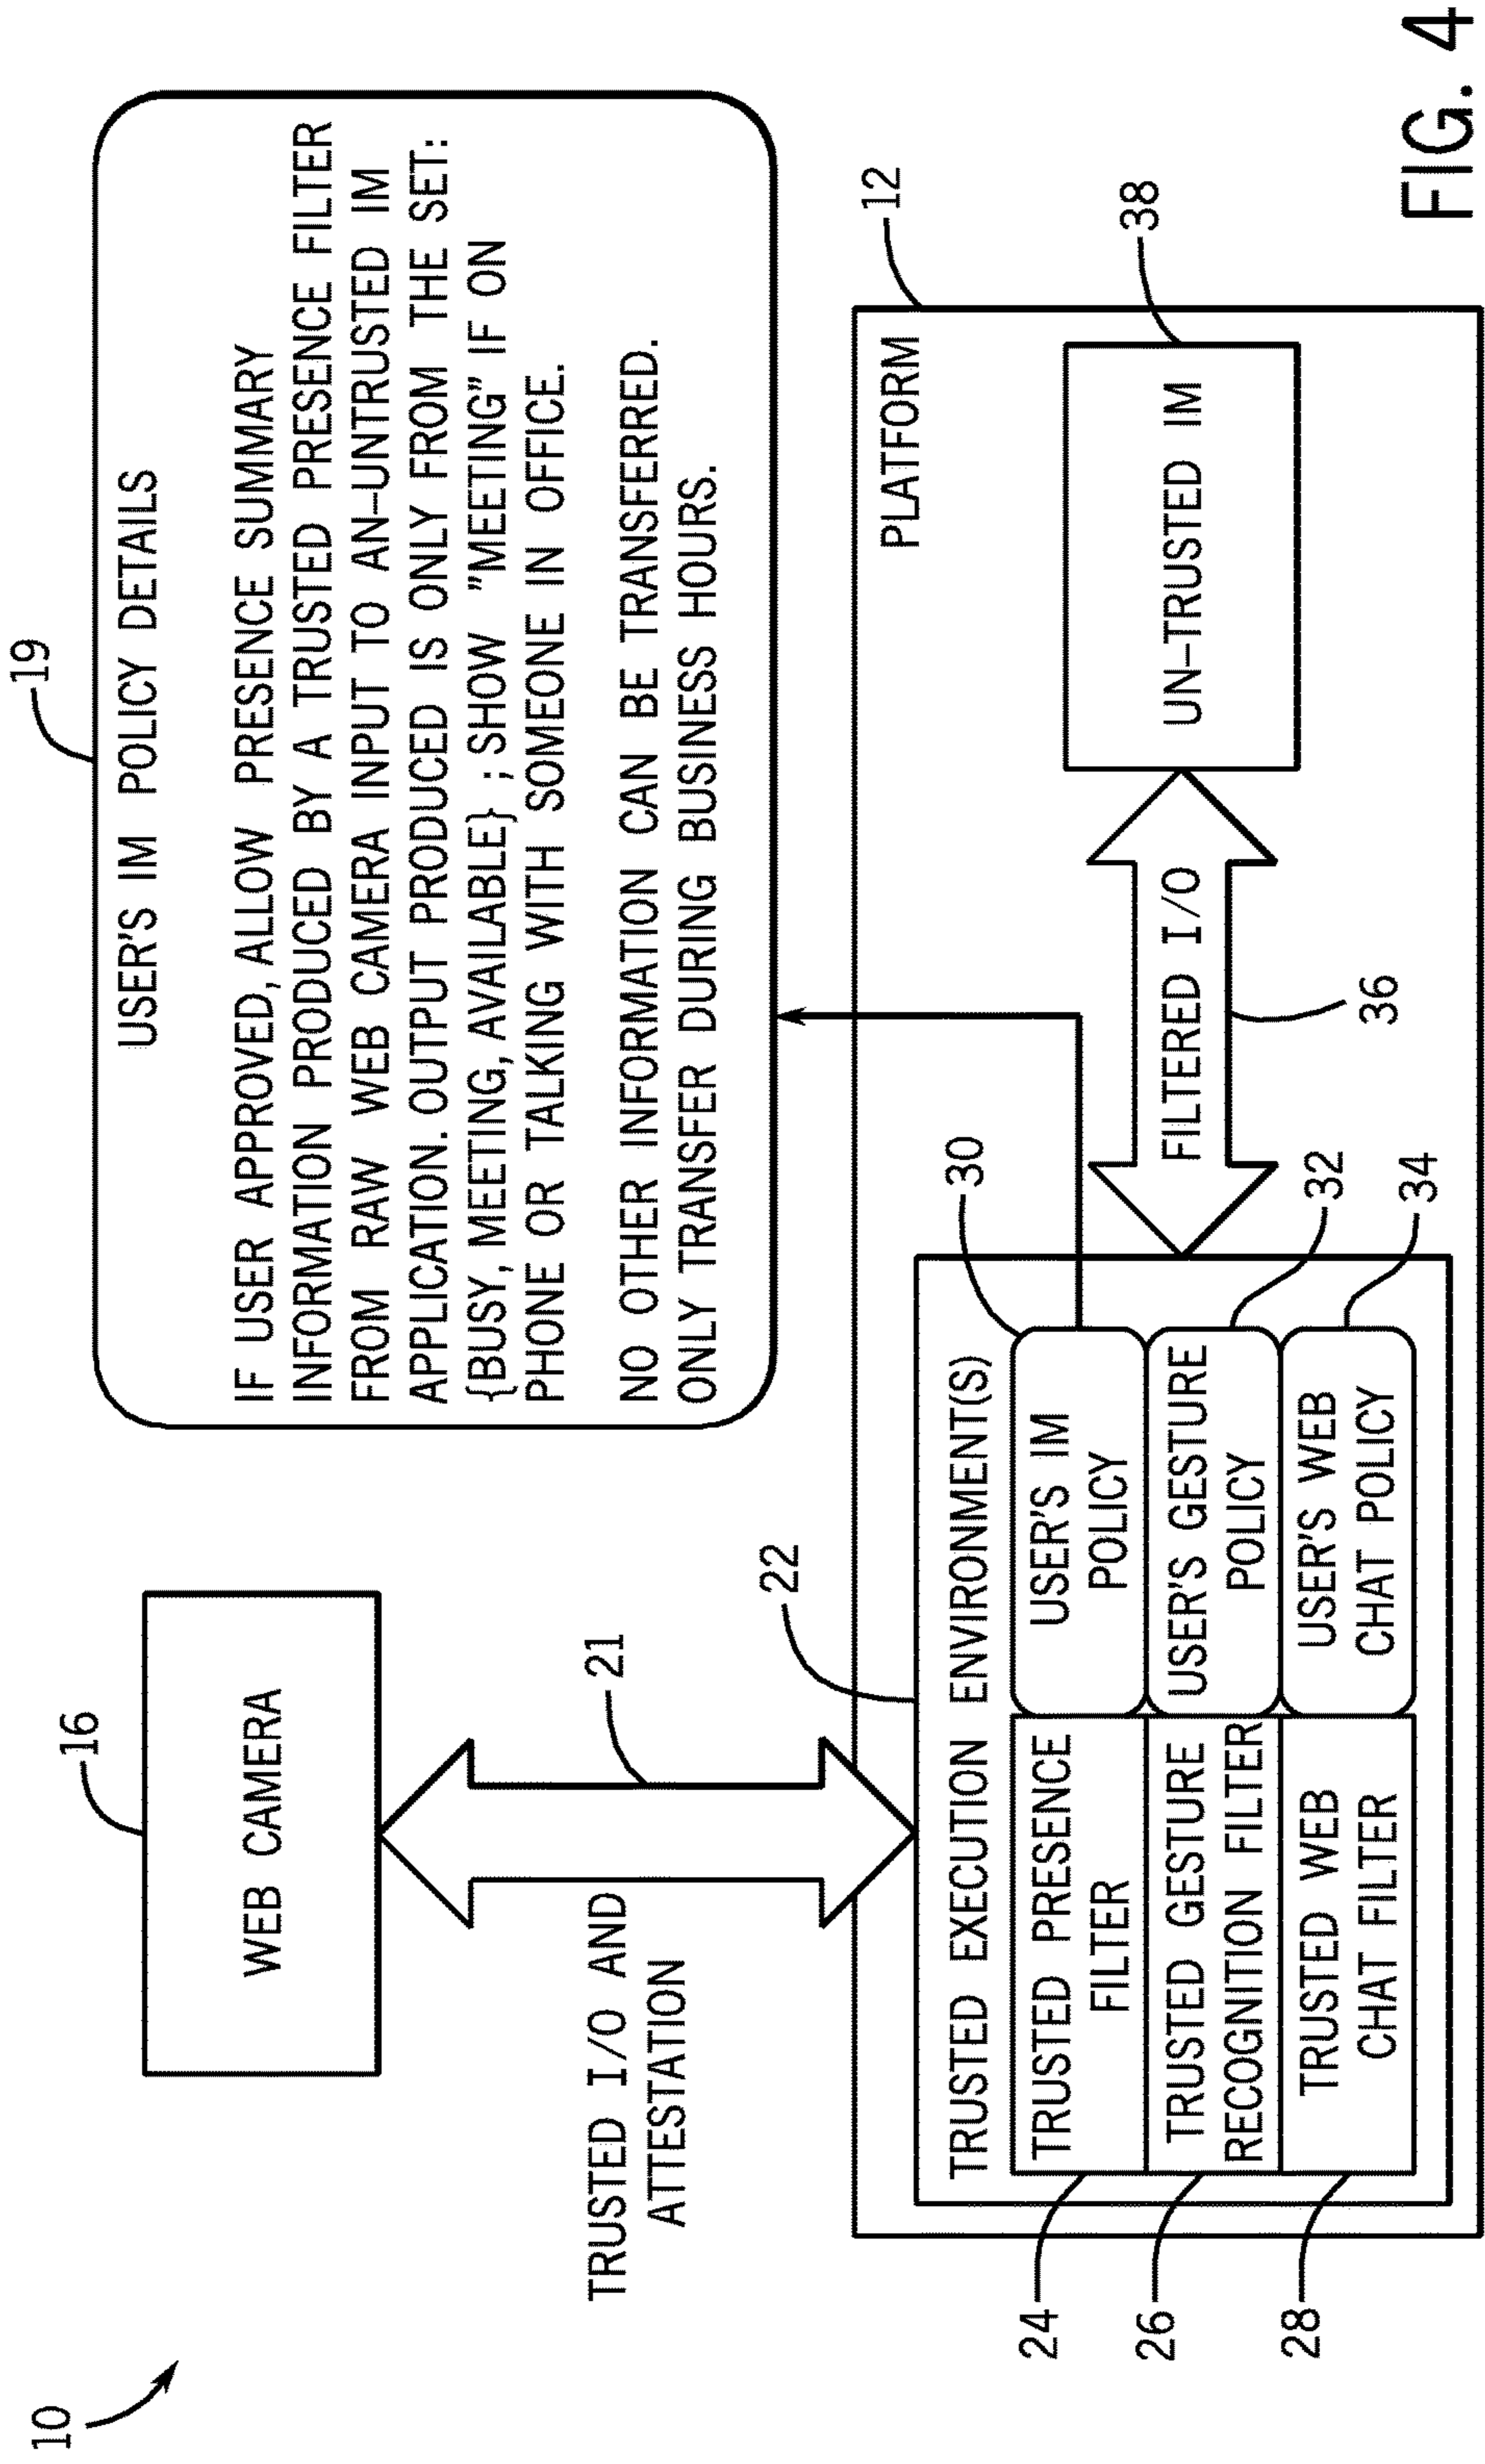 10
16
WEB CAMERA
TRUSTED I/O AND
ATTESTATION
21
19
USER'S IM POLICY DETAILS
IF USER APPROVED, ALLOW PRESENCE SUMMARY
INFORMATION PRODUCED BY A TRUSTED PRESENCE FILTER
FROM RAW WEB CAMERA INPUT TO AN-UNTRUSTED IM
APPLICATION. OUTPUT PRODUCED IS ONLY FROM THE SET:
{BUSY, MEETING, AVAILABLE} ; SHOW "MEETING" IF ON
PHONE OR TALKING WITH SOMEONE IN OFFICE.
NO OTHER INFORMATION CAN BE TRANSFERRED.
ONLY TRANSFER DURING BUSINESS HOURS.
22
12
PLATFORM
TRUSTED EXECUTION ENVIRONMENT(S)
24
TRUSTED PRESENCE
FILTER
USER'S IM
POLICY
30
26
TRUSTED GESTURE
RECOGNITION FILTER
USER'S GESTURE
POLICY
32
28
TRUSTED WEB
CHAT FILTER
USER'S WEB
CHAT POLICY
34
FILTERED I/O
36
UN-TRUSTED IM
38
FIG. 4